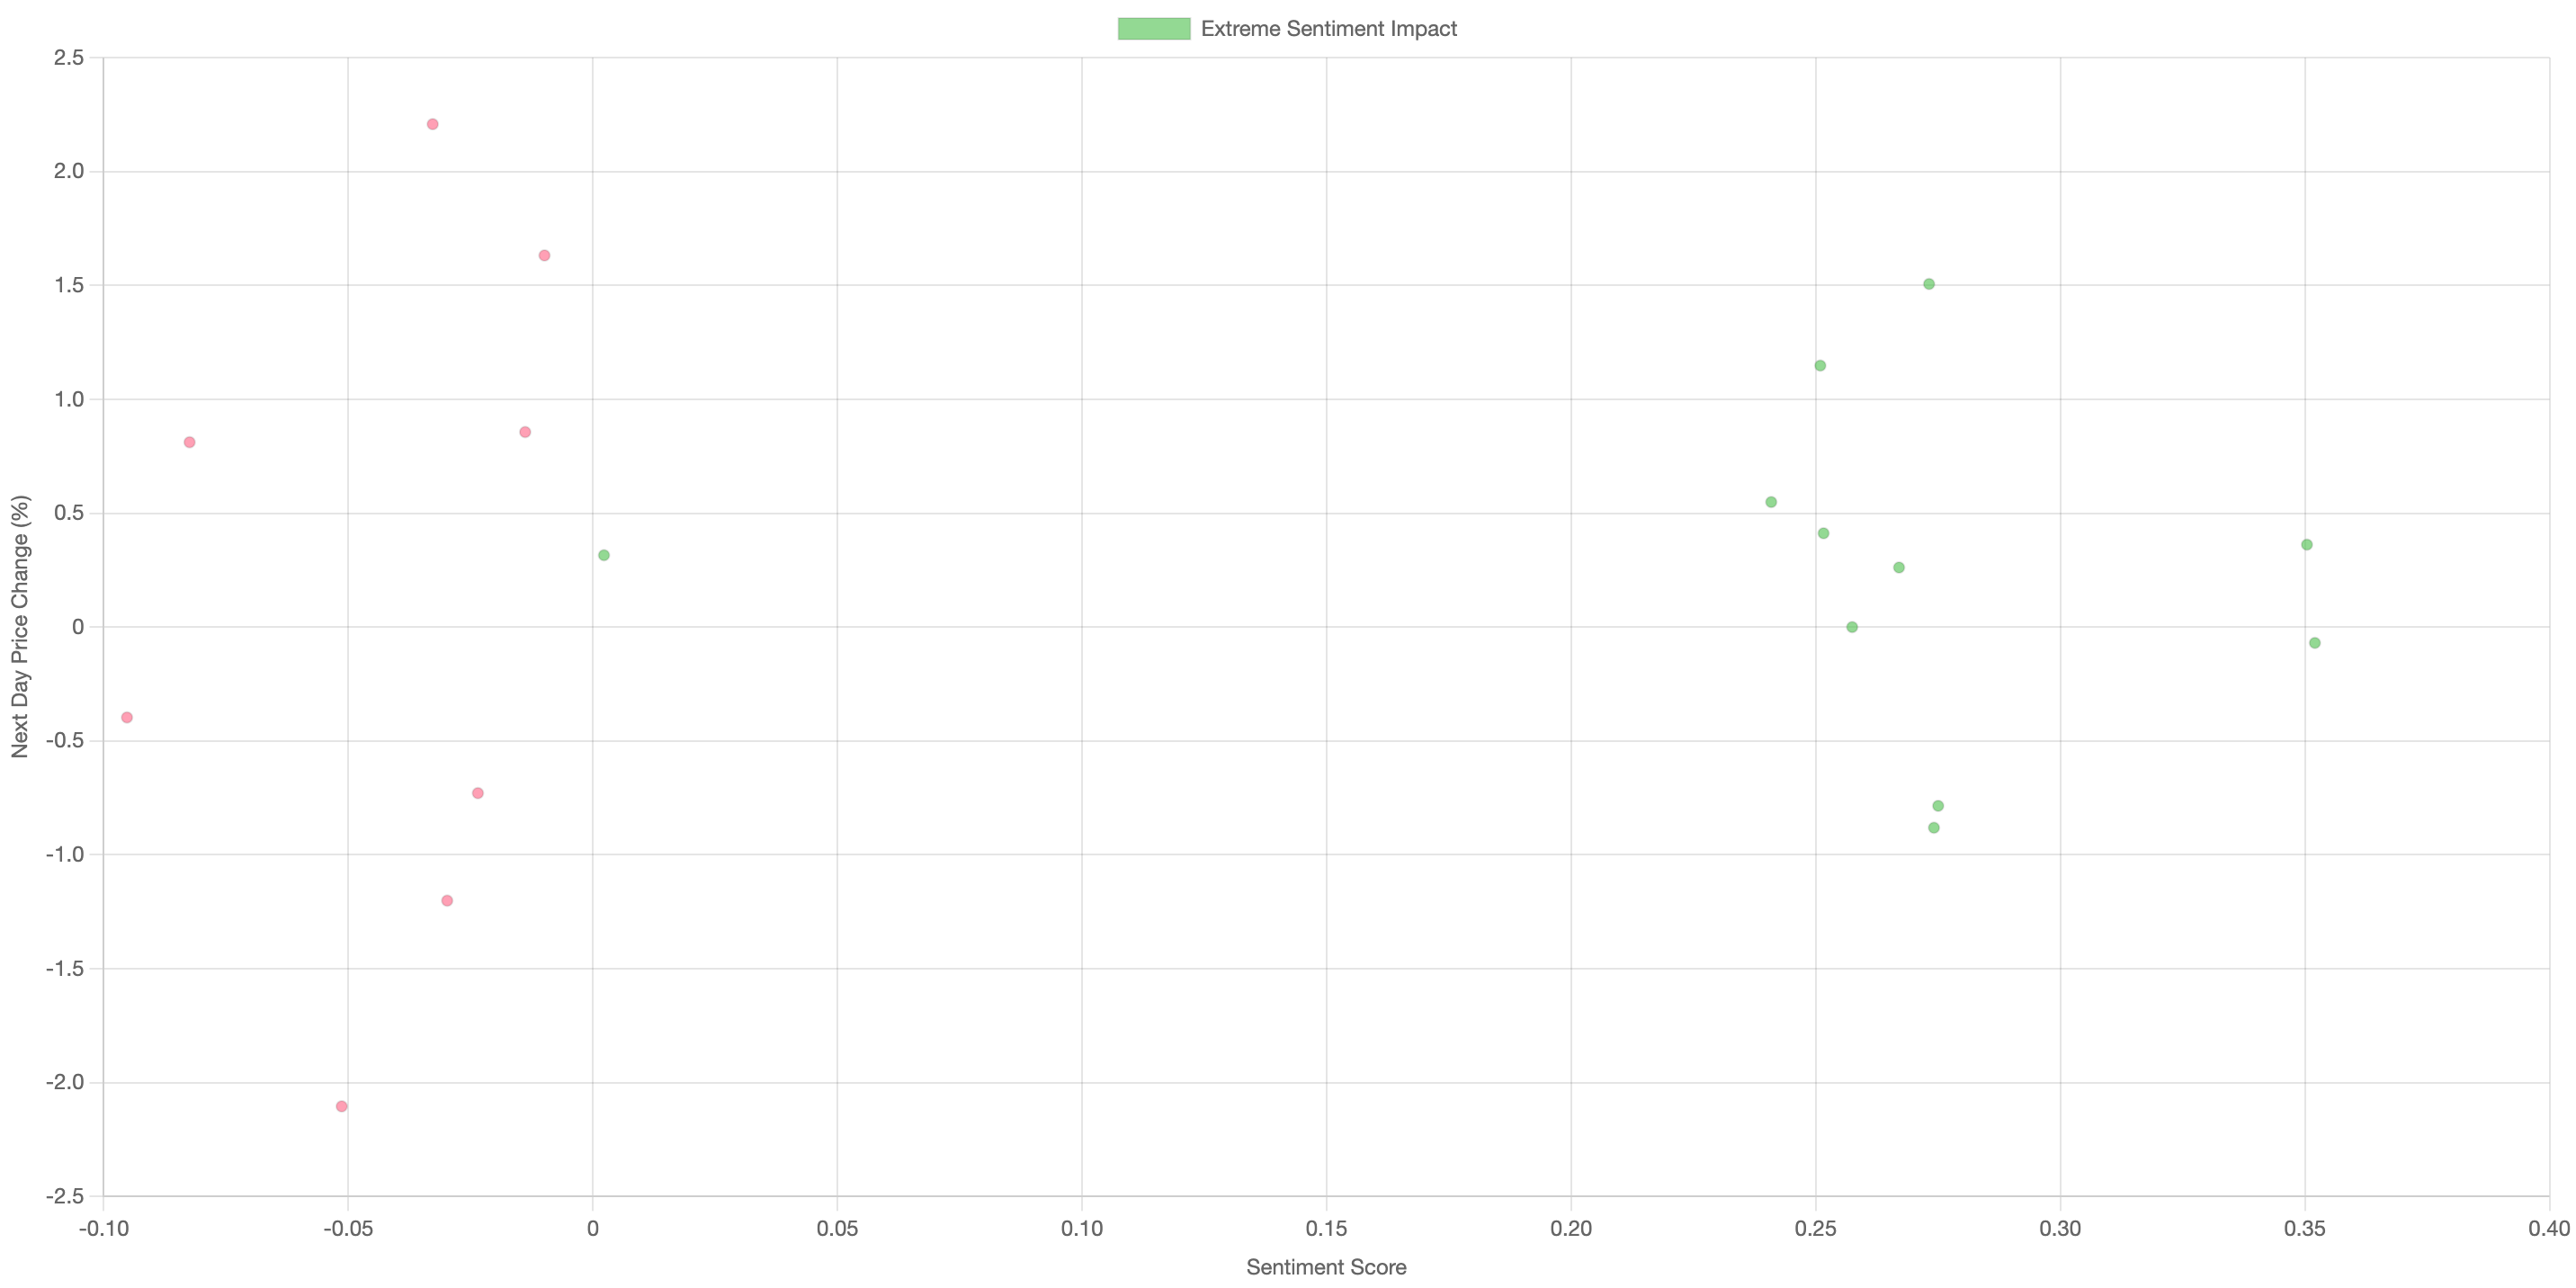 Extreme Sentiment Impact
2.5
2.0
1.5
1.0
0.5
0
-0.5
-1.0
-1.5
-2.0
-2.5
Next Day Price Change (%)
-0.10 -0.05 0 0.05 0.10 0.15 0.20 0.25 0.30 0.35 0.40
Sentiment Score